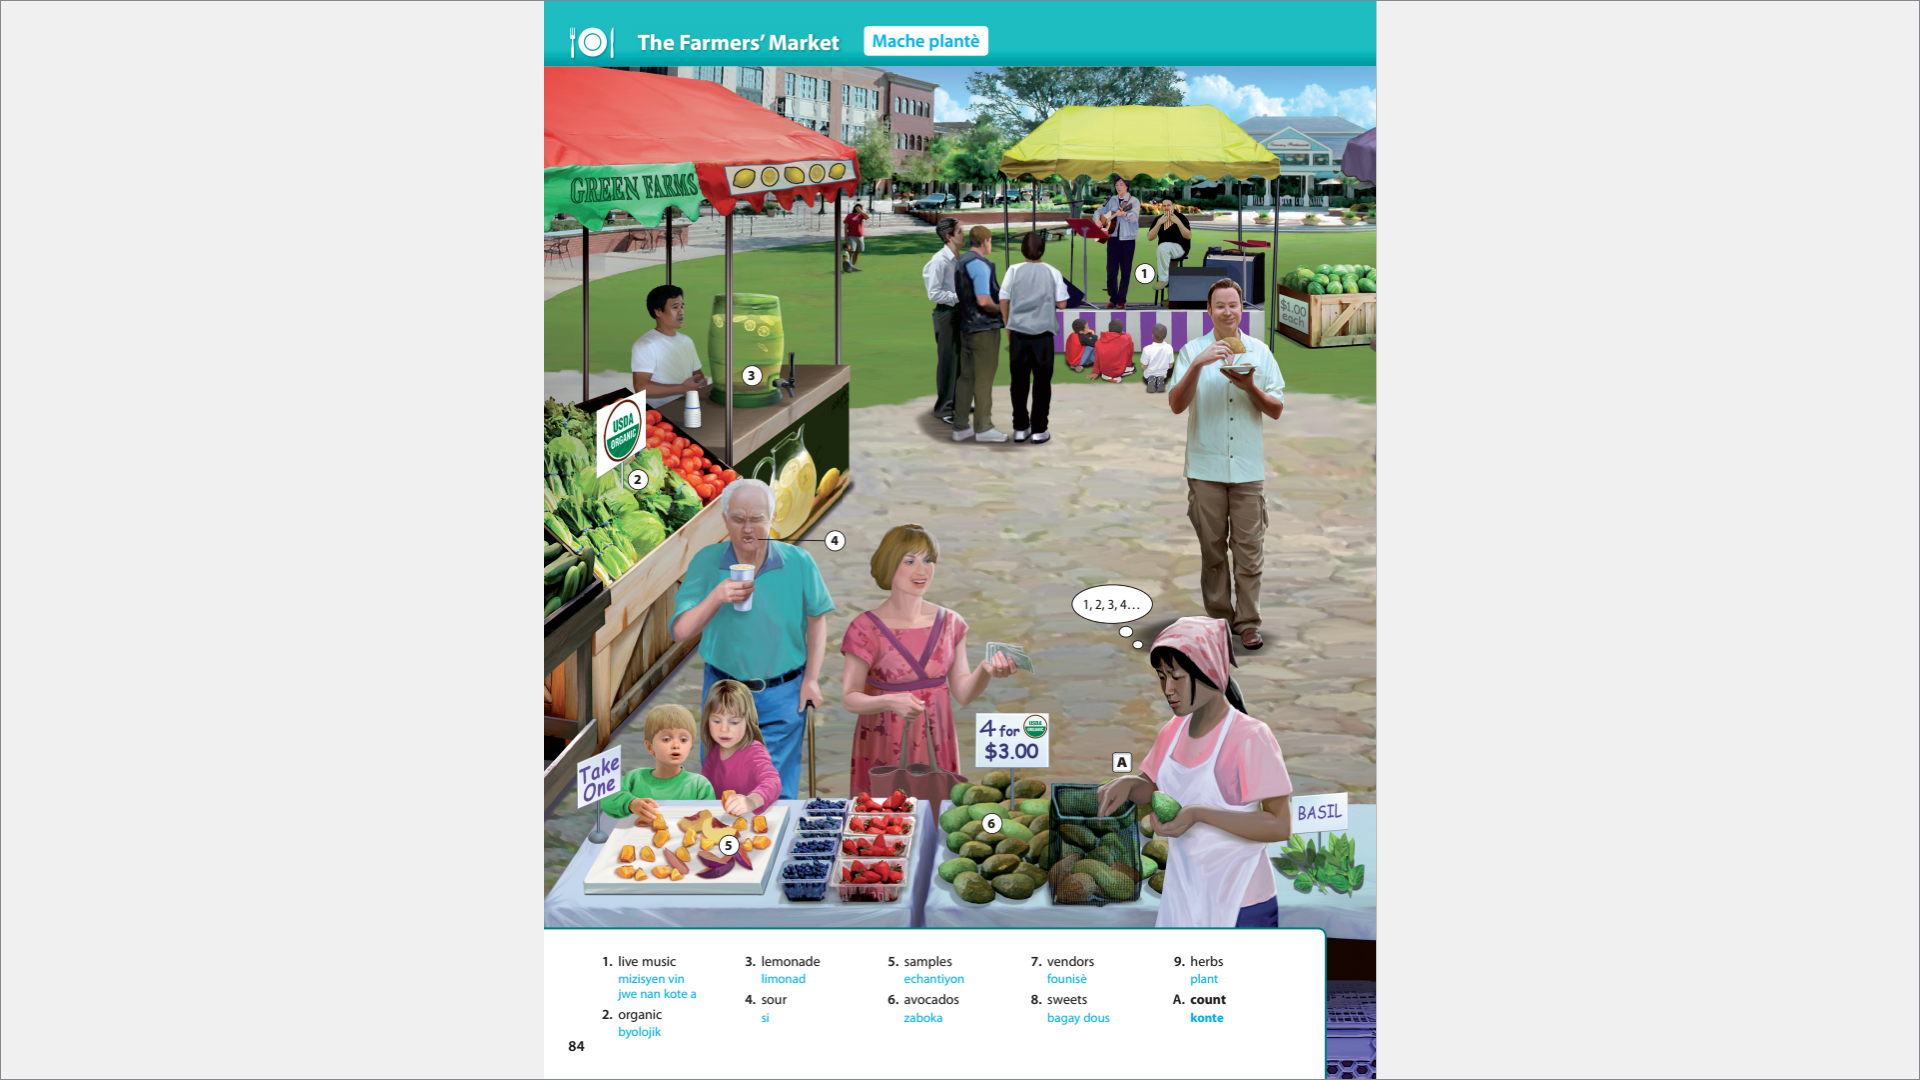 The Farmers' Market
Mache plantè
GREEN FARMS
1
$1.00
each
3
USDA
ORGANIC
2
4
1, 2, 3, 4...
4 for
USDA
ORGANIC
$3.00
A
Take
One
BASIL
6
5
1. live music
mizisyen vin
jwe nan kote a
2. organic
byolojik
3. lemonade
limonad
4. sour
si
5. samples
echantiyon
6. avocados
zaboka
7. vendors
founisè
8. sweets
bagay dous
9. herbs
plant
A. count
konte
84